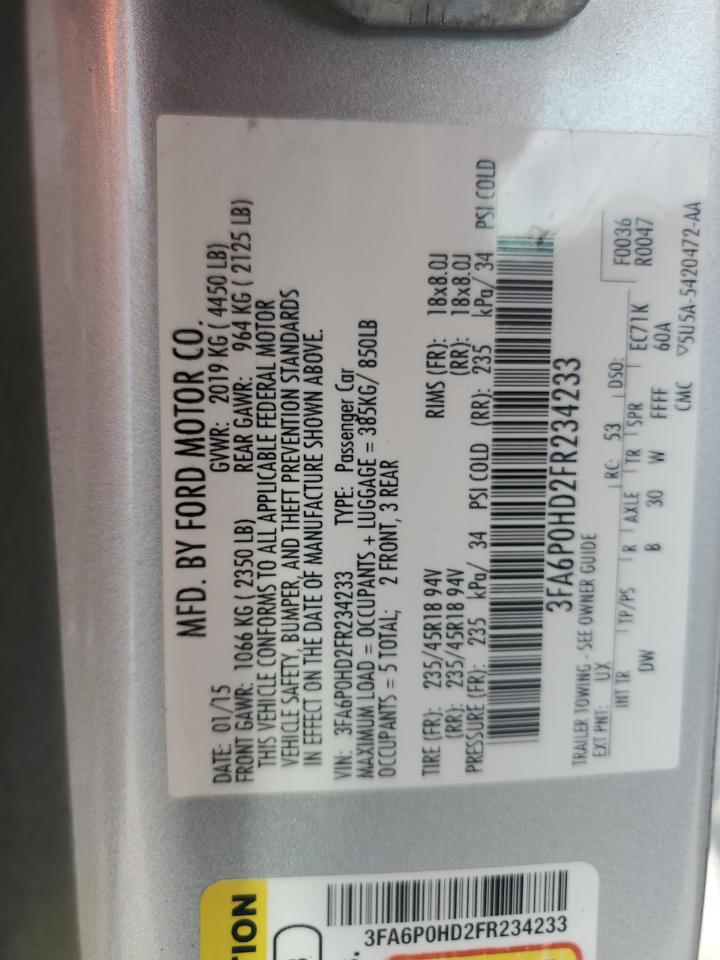 MFD. BY FORD MOTOR CO.
DATE: 01/15 GVWR: 2019 KG ( 4450 LB)
FRONT GAWR: 1066 KG ( 2350 LB) REAR GAWR: 964 KG ( 2125 LB)
THIS VEHICLE CONFORMS TO ALL APPLICABLE FEDERAL MOTOR
VEHICLE SAFETY, BUMPER, AND THEFT PREVENTION STANDARDS
IN EFFECT ON THE DATE OF MANUFACTURE SHOWN ABOVE.
VIN: 3FA6P0HD2FR234233 TYPE: Passenger Car
MAXIMUM LOAD = OCCUPANTS + LUGGAGE = 385KG/ 850LB
OCCUPANTS = 5 TOTAL; 2 FRONT, 3 REAR
TIRE (FR): 235/45R18 94V RIMS (FR): 18x8.0J
(RR): 235/45R18 94V (RR): 18x8.0J
PRESSURE (FR): 235 kPa/ 34 PSI COLD (RR): 235 kPa/ 34 PSI COLD
3FA6P0HD2FR234233
TRAILER TOWING - SEE OWNER GUIDE
EXT PNT: UX RC: 53 DSO: F0036
R0047
INT TR TP/PS R AXLE TR SPR EC71K
DW B 30 W FFFF 60A
CMC ▽5U5A-5420472-AA
TION
3FA6P0HD2FR234233